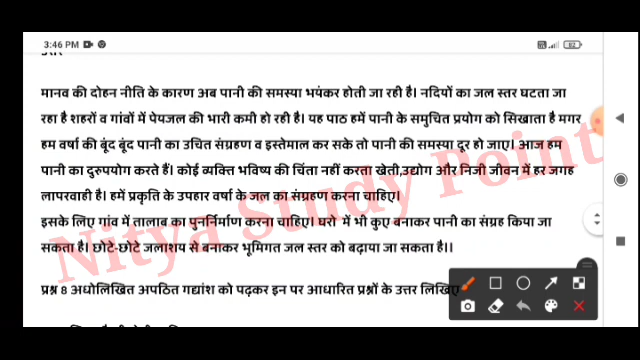 3:46 PM
82
मानव की दोहन नीति के कारण अब पानी की समस्या भयंकर होती जा रही है। नदियों का जल स्तर घटता जा
रहा है शहरों व गांवों में पेयजल की भारी कमी हो रही है। यह पाठ हमें पानी के समुचित प्रयोग को सिखाता है मगर
हम वर्षा की बूंद बूंद पानी का उचित संग्रहण व इस्तेमाल कर सके तो पानी की समस्या दूर हो जाए। आज हम
पानी का दुरुपयोग करते हैं। कोई व्यक्ति भविष्य की चिंता नहीं करता खेती,उद्योग और निजी जीवन में हर जगह
लापरवाही है। हमें प्रकृति के उपहार वर्षा के जल का संग्रहण करना चाहिए।
इसके लिए गांव में तालाब का पुनर्निर्माण करना चाहिए। घरो में भी कुए बनाकर पानी का संग्रह किया जा
सकता है। छोटे-छोटे जलाशय से बनाकर भूमिगत जल स्तर को बढ़ाया जा सकता है।।
प्रश्न 8 अधोलिखित अपठित गद्यांश को पढ़कर इन पर आधारित प्रश्नों के उत्तर लिखिए
Nitya Study Point